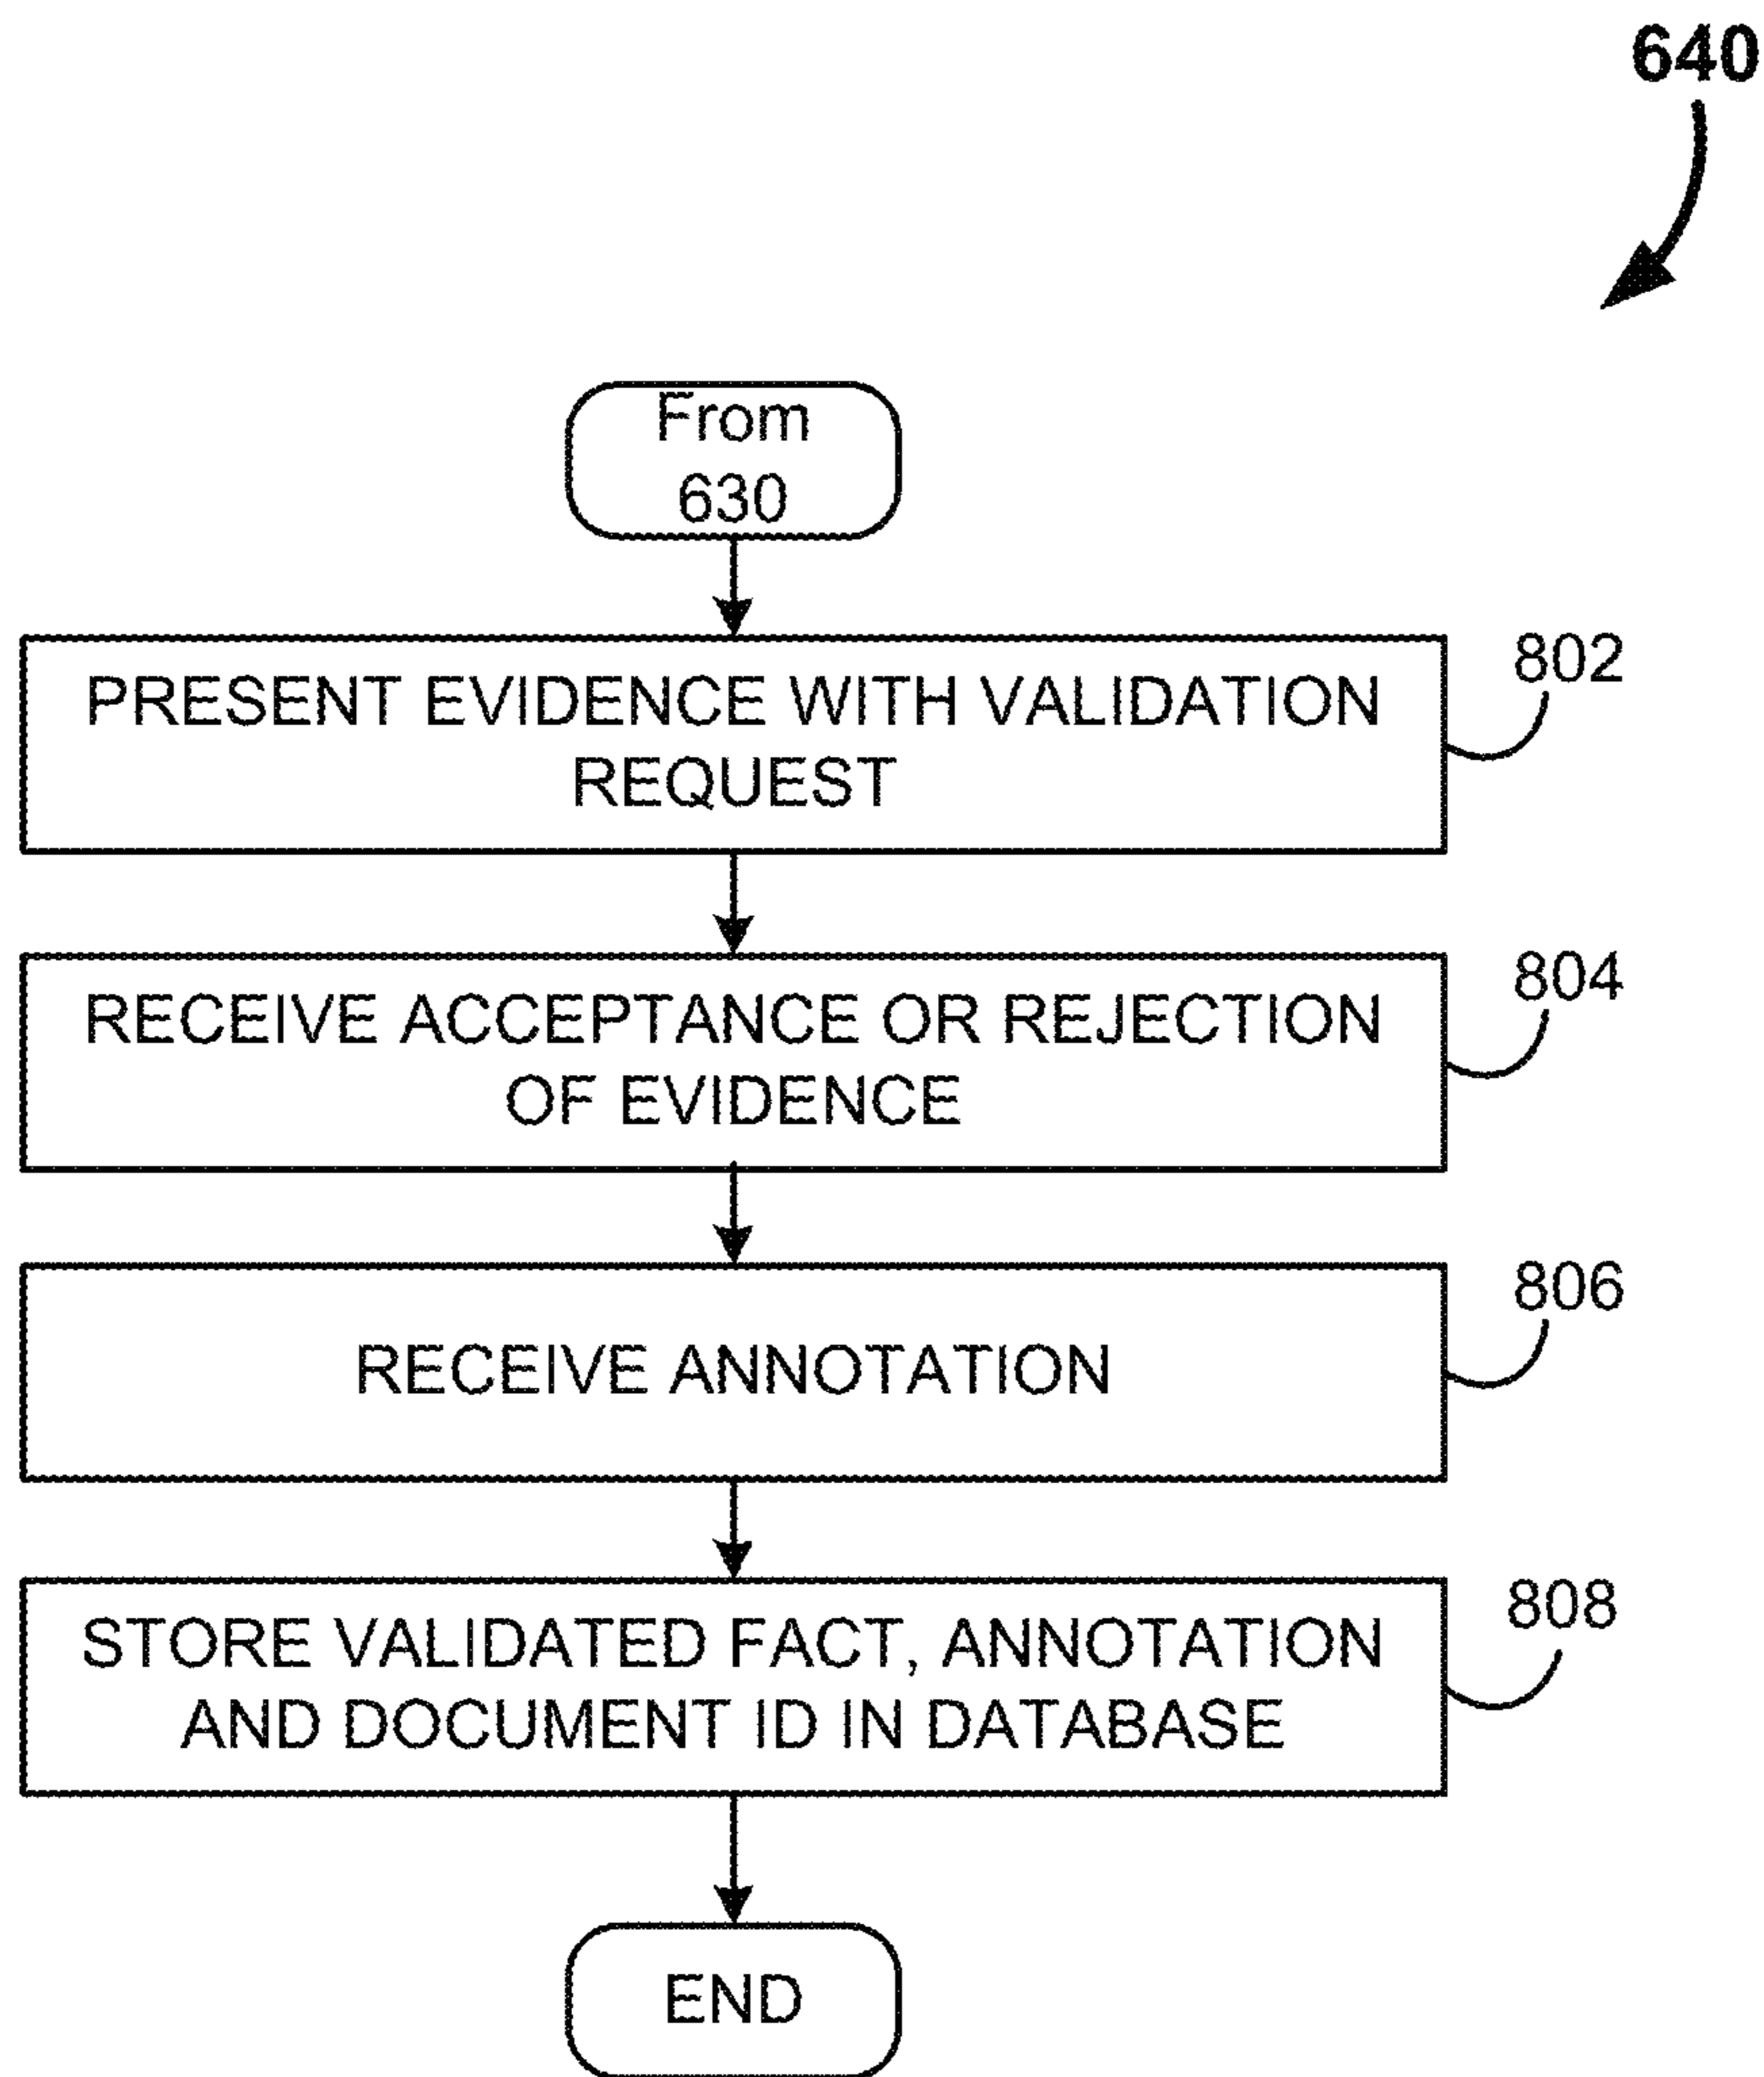 640
From
630
PRESENT EVIDENCE WITH VALIDATION
REQUEST
802
RECEIVE ACCEPTANCE OR REJECTION
OF EVIDENCE
804
RECEIVE ANNOTATION
806
STORE VALIDATED FACT, ANNOTATION
AND DOCUMENT ID IN DATABASE
808
END